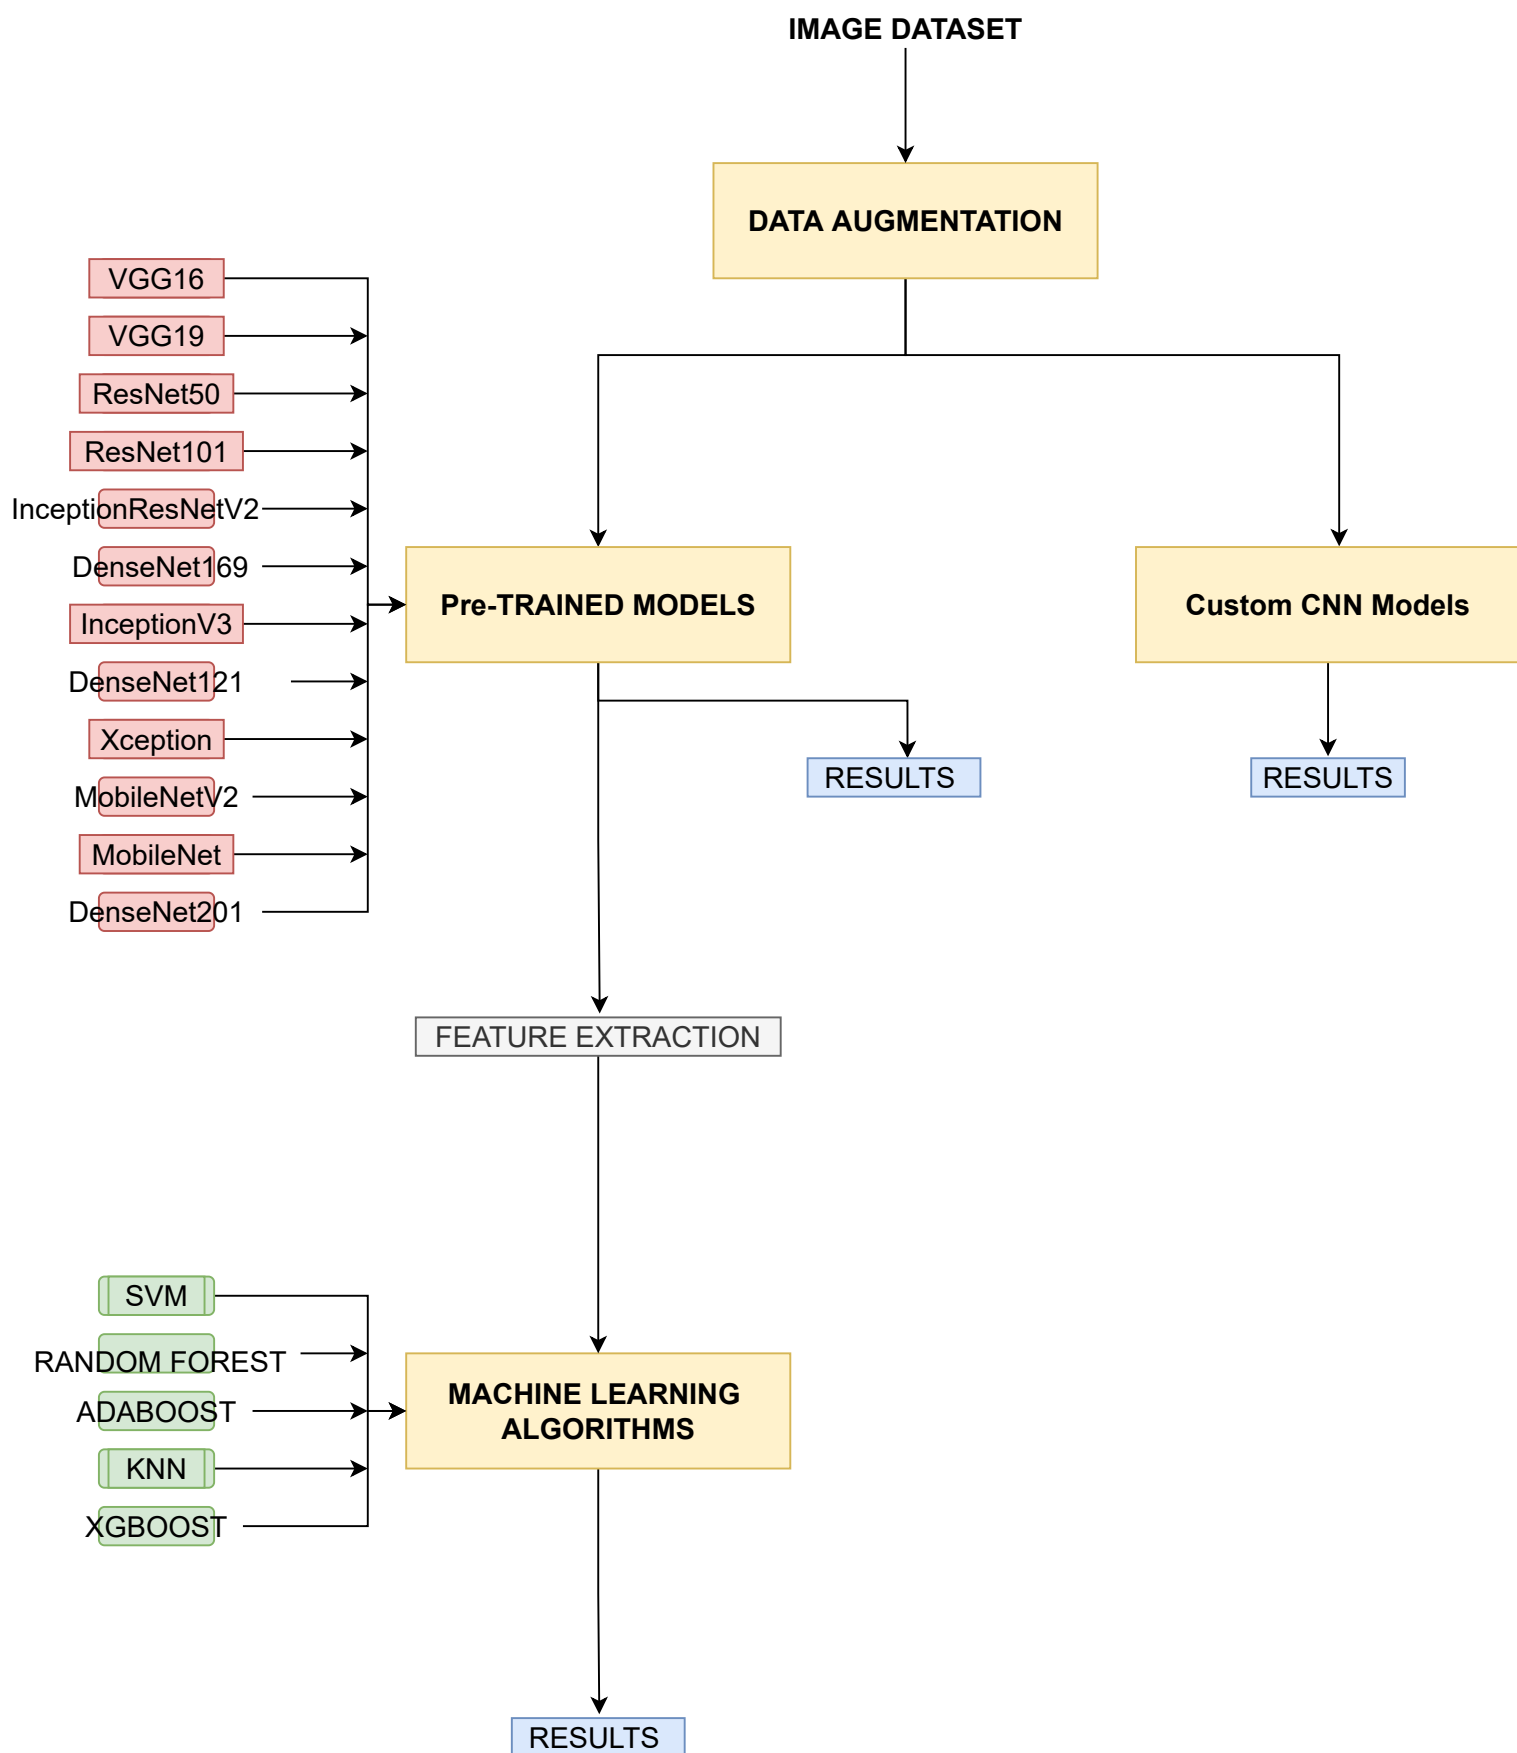 IMAGE DATASET
DATA AUGMENTATION
VGG16
VGG19
ResNet50
ResNet101
InceptionResNetV2
DenseNet169
InceptionV3
DenseNet121
Xception
MobileNetV2
MobileNet
DenseNet201
Pre-TRAINED MODELS
Custom CNN Models
RESULTS
RESULTS
FEATURE EXTRACTION
SVM
RANDOM FOREST
ADABOOST
KNN
XGBOOST
MACHINE LEARNING
ALGORITHMS
RESULTS